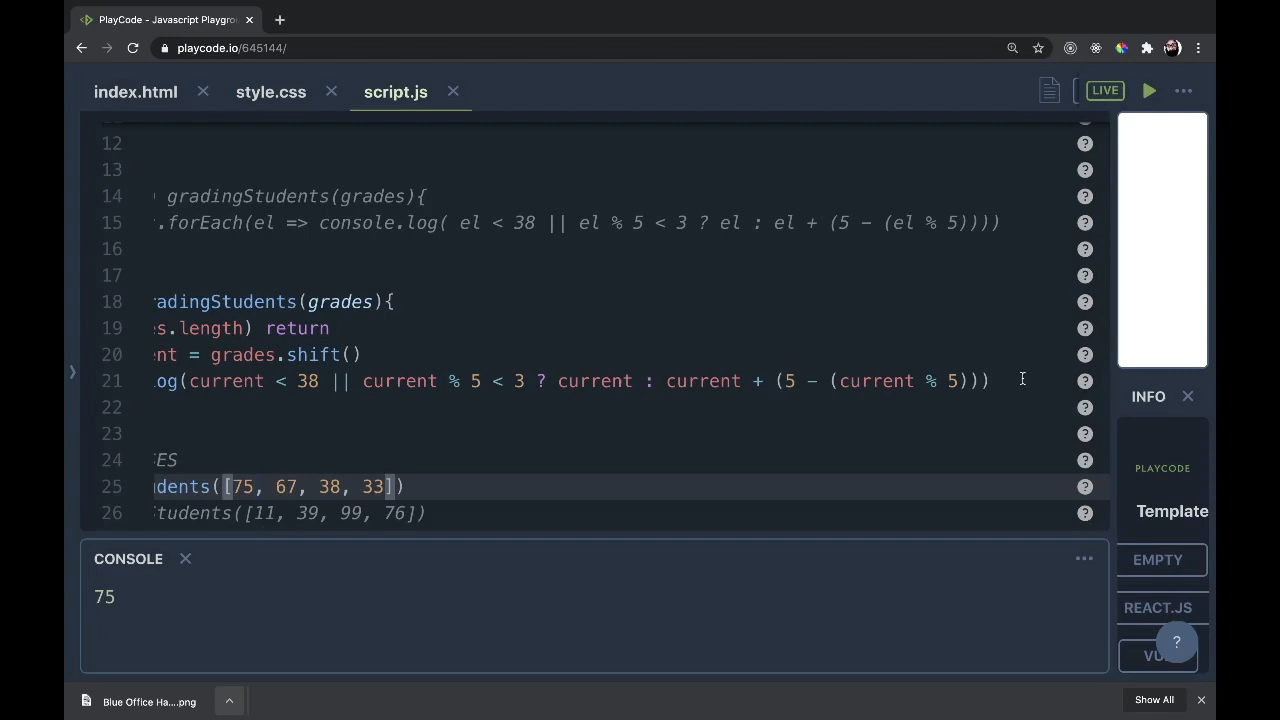 PlayCode - Javascript Playgrou
playcode.io/645144/
index.html
style.css
script.js
LIVE
12
13
14 gradingStudents(grades){
15 .forEach(el => console.log( el < 38 || el % 5 < 3 ? el : el + (5 - (el % 5))))
16
17
18 adingStudents(grades){
19 s.length) return
20 nt = grades.shift()
21 og(current < 38 || current % 5 < 3 ? current : current + (5 - (current % 5)))
22
23
24 SES
25 dents([75, 67, 38, 33])
26 Students([11, 39, 99, 76])
CONSOLE
75
INFO
PLAYCODE
Template
EMPTY
REACT.JS
VU
?
Blue Office Ha....png
Show All